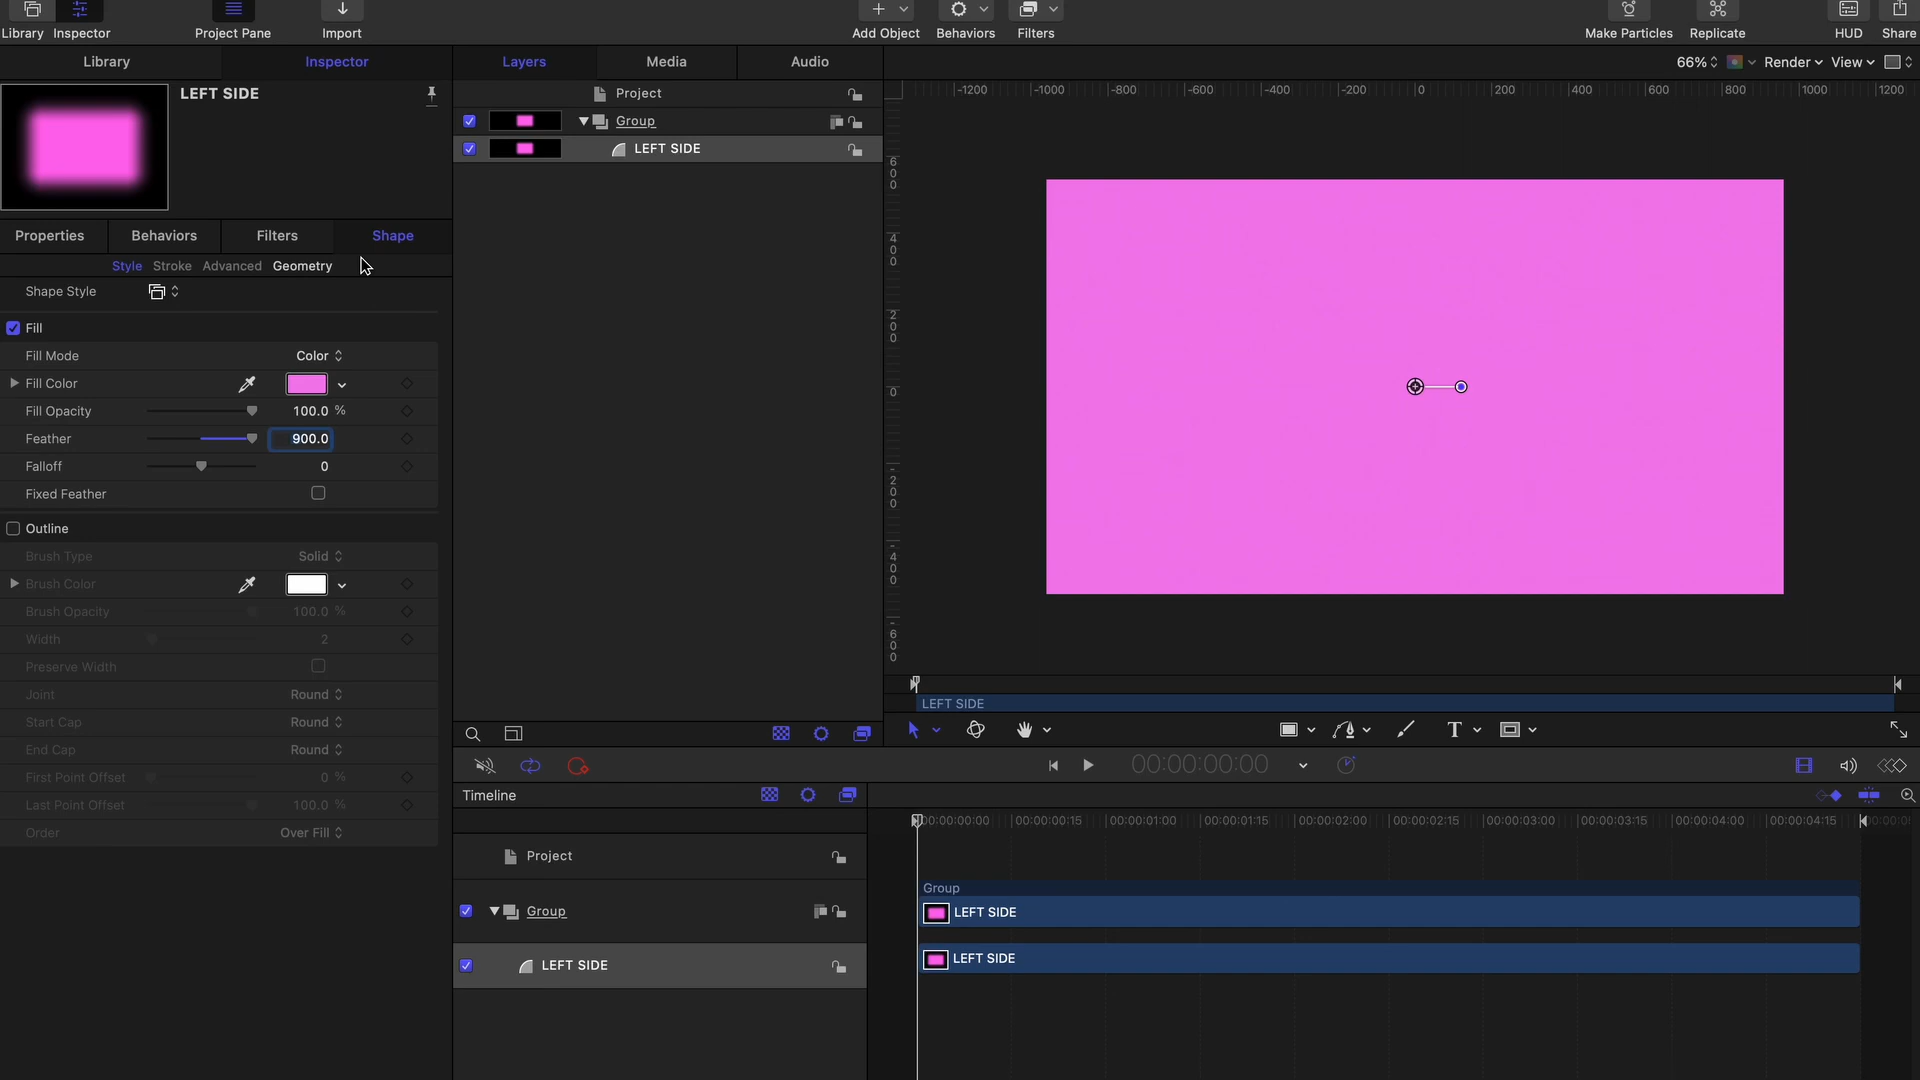 Library Inspector Project Pane Import Add Object Behaviors Filters Make Particles Replicate HUD Share
Library Inspector Layers Media Audio 66% Render View
LEFT SIDE
Project
Group
LEFT SIDE
-1200 -1000 -800 -600 -400 -200 0 200 400 600 800 1000 1200
600
400
200
0
-200
-400
-600
Properties Behaviors Filters Shape
Style Stroke Advanced Geometry
Shape Style
Fill
Fill Mode Color
Fill Color
Fill Opacity 100.0 %
Feather 900.0
Falloff 0
Fixed Feather
Outline
Brush Type Solid
Brush Color
Brush Opacity 100.0 %
Width 2
Preserve Width
Joint Round
Start Cap Round
End Cap Round
First Point Offset 0 %
Last Point Offset 100.0 %
Order Over Fill
LEFT SIDE
T
00:00:00:00
Timeline
00:00:00:00 00:00:00:15 00:00:01:00 00:00:01:15 00:00:02:00 00:00:02:15 00:00:03:00 00:00:03:15 00:00:04:00 00:00:04:15
Project
Group
Group
LEFT SIDE
LEFT SIDE
LEFT SIDE